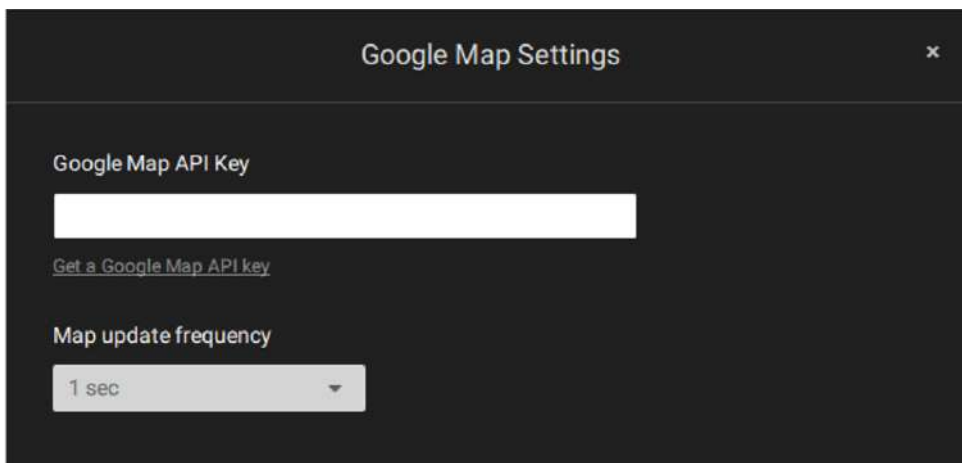 Google Map Settings
×
Google Map API Key
Get a Google Map API key
Map update frequency
1 sec